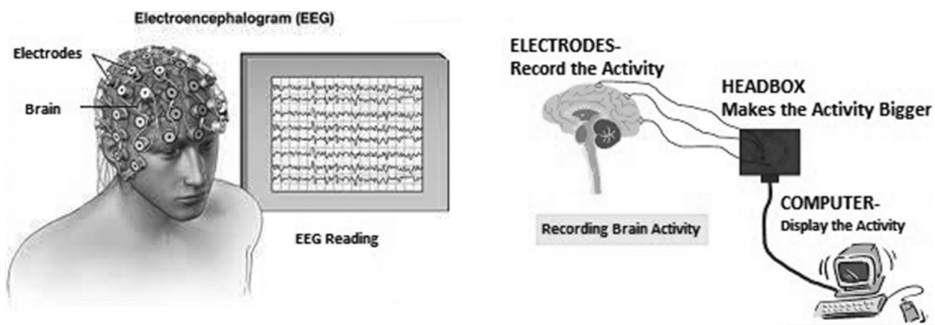 Electroencephalogram (EEG)
Electrodes
Brain
EEG Reading
ELECTRODES-
Record the Activity
HEADBOX
Makes the Activity Bigger
COMPUTER-
Display the Activity
Recording Brain Activity